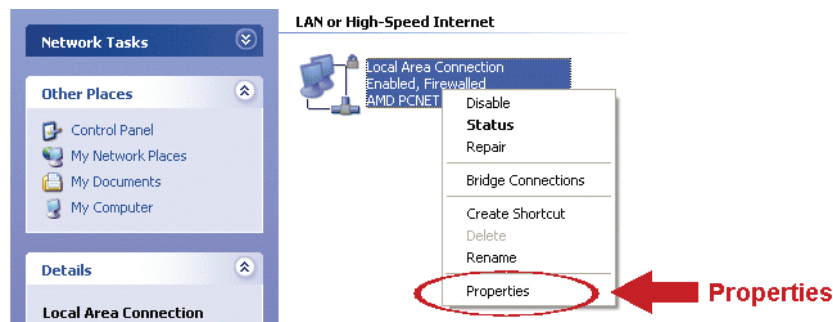 LAN or High-Speed Internet
Network Tasks
Other Places
Control Panel
My Network Places
My Documents
My Computer
Details
Local Area Connection
Local Area Connection
Enabled, Firewalled
AMD PCNET
Disable
Status
Repair
Bridge Connections
Create Shortcut
Delete
Rename
Properties
Properties